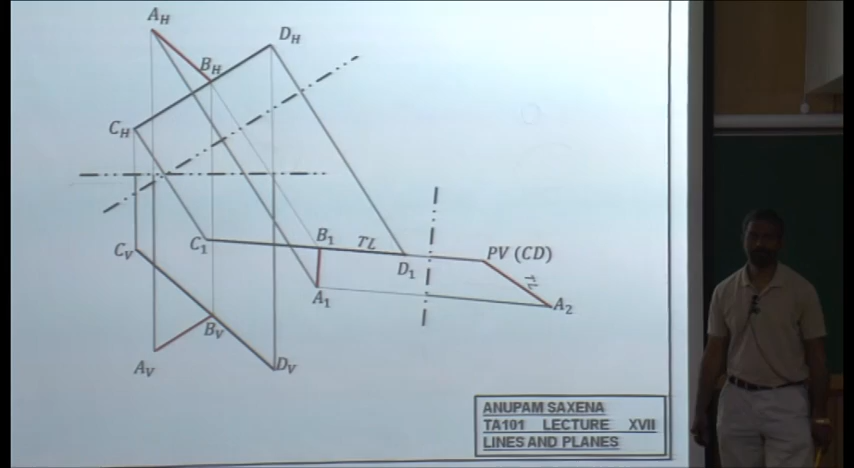 A_H
D_H
B_H
C_H
C_V
C_1
B_1
TL
D_1
PV (CD)
TL
A_1
A_2
B_V
A_V
D_V
ANUPAM SAXENA
TA101 LECTURE XVII
LINES AND PLANES